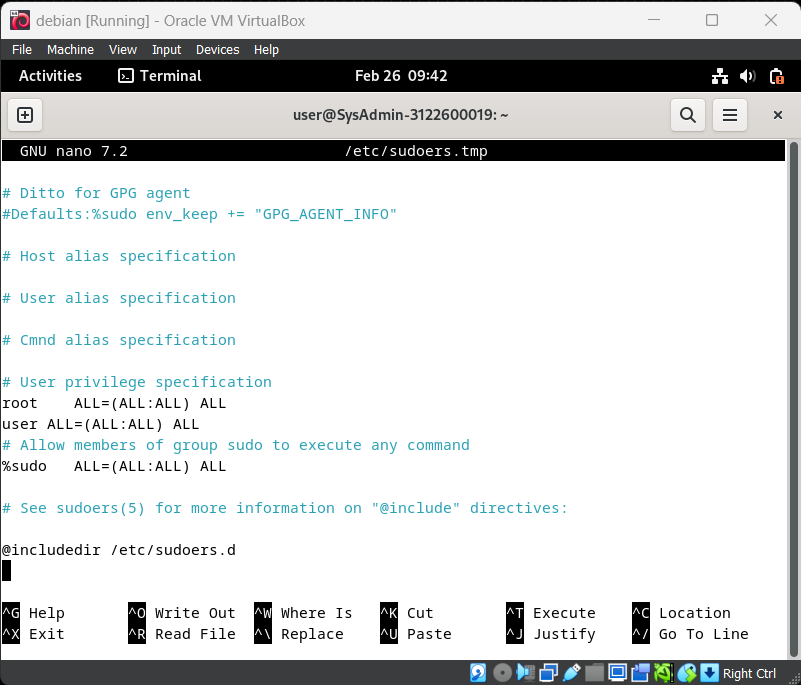 debian [Running] - Oracle VM VirtualBox
File Machine View Input Devices Help
Activities Terminal Feb 26 09:42
user@SysAdmin-3122600019: ~
GNU nano 7.2 /etc/sudoers.tmp
# Ditto for GPG agent
#Defaults:%sudo env_keep += "GPG_AGENT_INFO"
# Host alias specification
# User alias specification
# Cmnd alias specification
# User privilege specification
root ALL=(ALL:ALL) ALL
user ALL=(ALL:ALL) ALL
# Allow members of group sudo to execute any command
%sudo ALL=(ALL:ALL) ALL
# See sudoers(5) for more information on "@include" directives:
@includedir /etc/sudoers.d
^G Help ^O Write Out ^W Where Is ^K Cut ^T Execute ^C Location
^X Exit ^R Read File ^\ Replace ^U Paste ^J Justify ^/ Go To Line
Right Ctrl